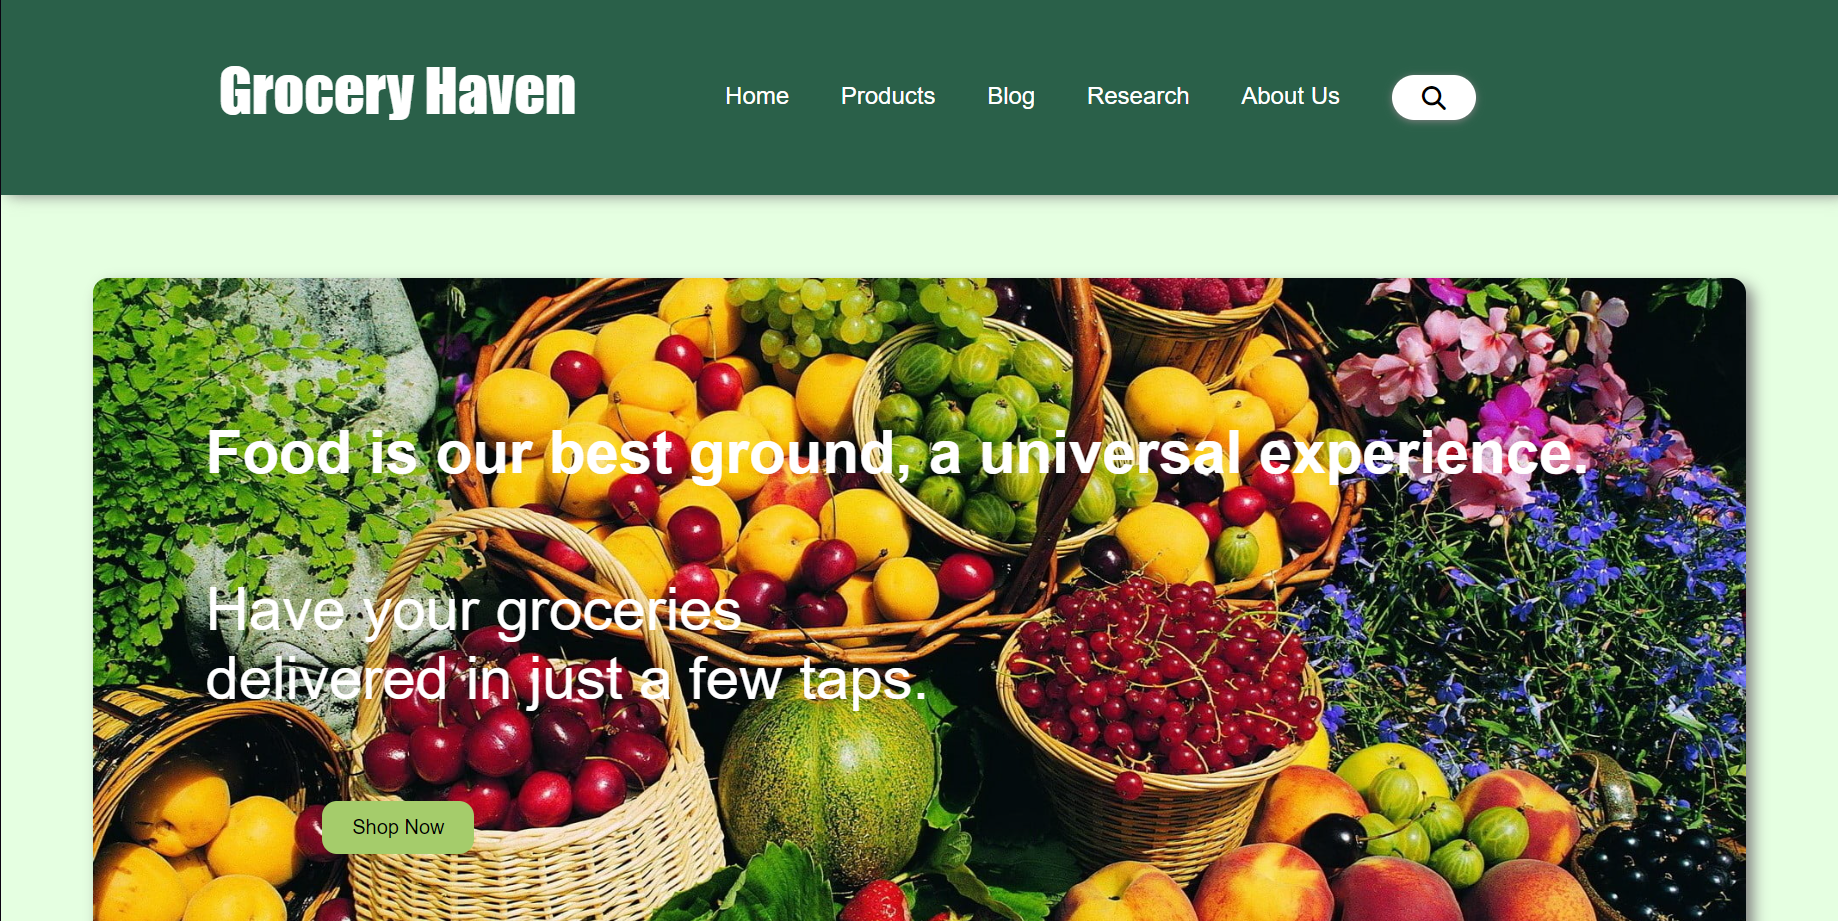 Grocery Haven
Home Products Blog Research About Us
Food is our best ground, a universal experience.
Have your groceries
delivered in just a few taps.
Shop Now